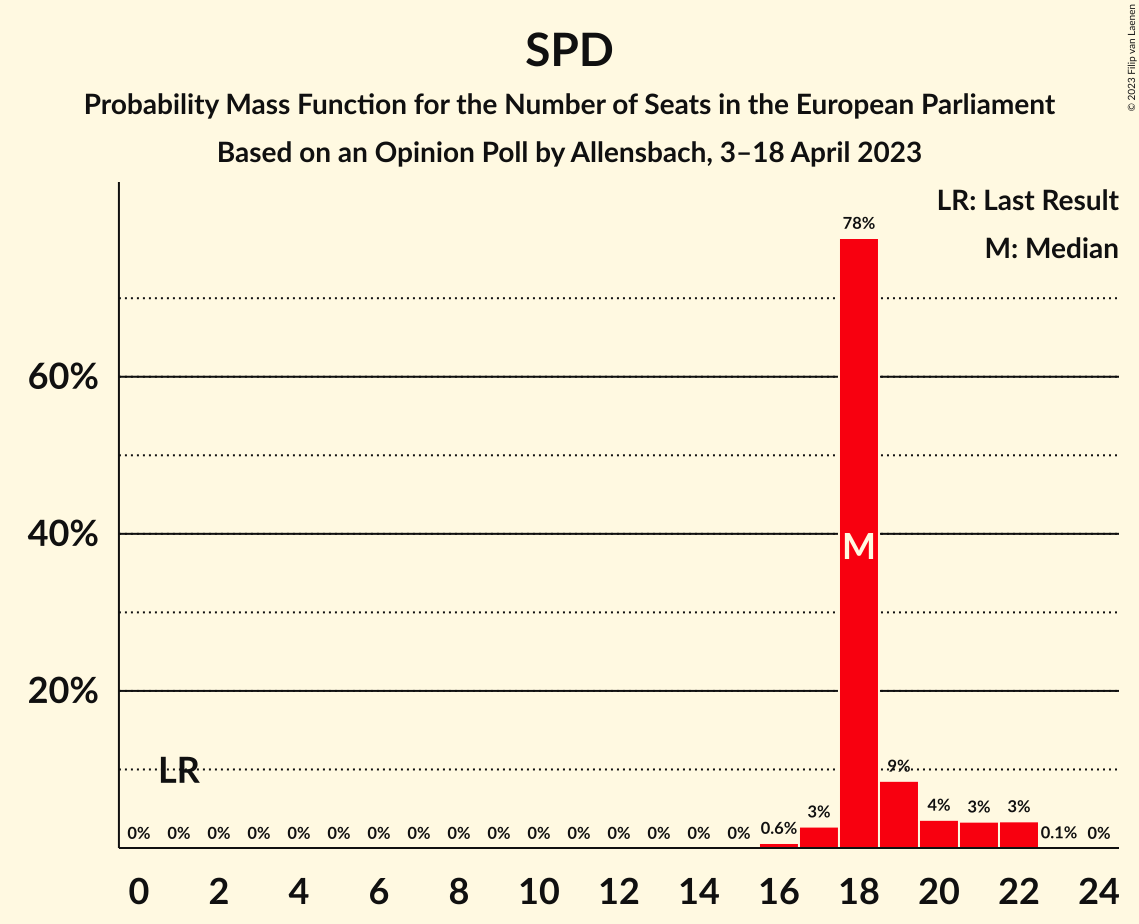 SPD
Probability Mass Function for the Number of Seats in the European Parliament
Based on an Opinion Poll by Allensbach, 3–18 April 2023
© 2023 Filip van Laenen
LR: Last Result
M: Median
78%
60%
40%
M
20%
LR
9%
4%
3%
3%
3%
0.6%
0% 0% 0% 0% 0% 0% 0% 0% 0% 0% 0% 0% 0% 0% 0% 0% 0.1% 0%
0 2 4 6 8 10 12 14 16 18 20 22 24